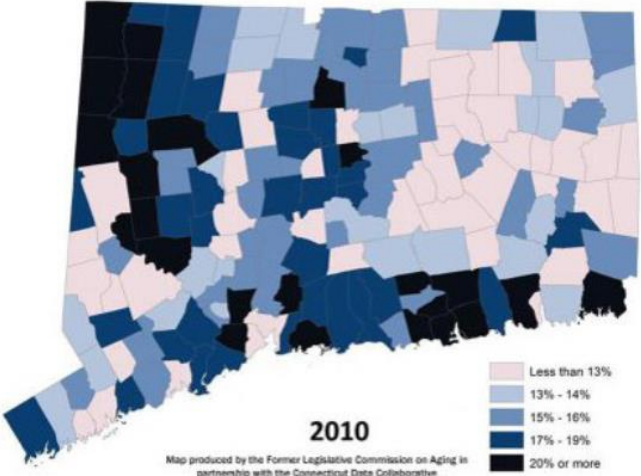 Less than 13%
13% - 14%
15% - 16%
17% - 19%
20% or more
2010
Map produced by the Former Legislative Commission on Aging in
partnership with the Connecticut Data Collaborative